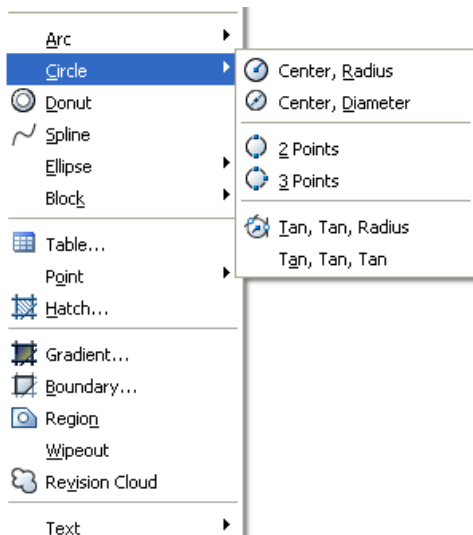 Arc
Circle
Donut
Spline
Ellipse
Block
Table...
Point
Hatch...
Gradient...
Boundary...
Region
Wipeout
Revision Cloud
Text
Center, Radius
Center, Diameter
2 Points
3 Points
Tan, Tan, Radius
Tan, Tan, Tan